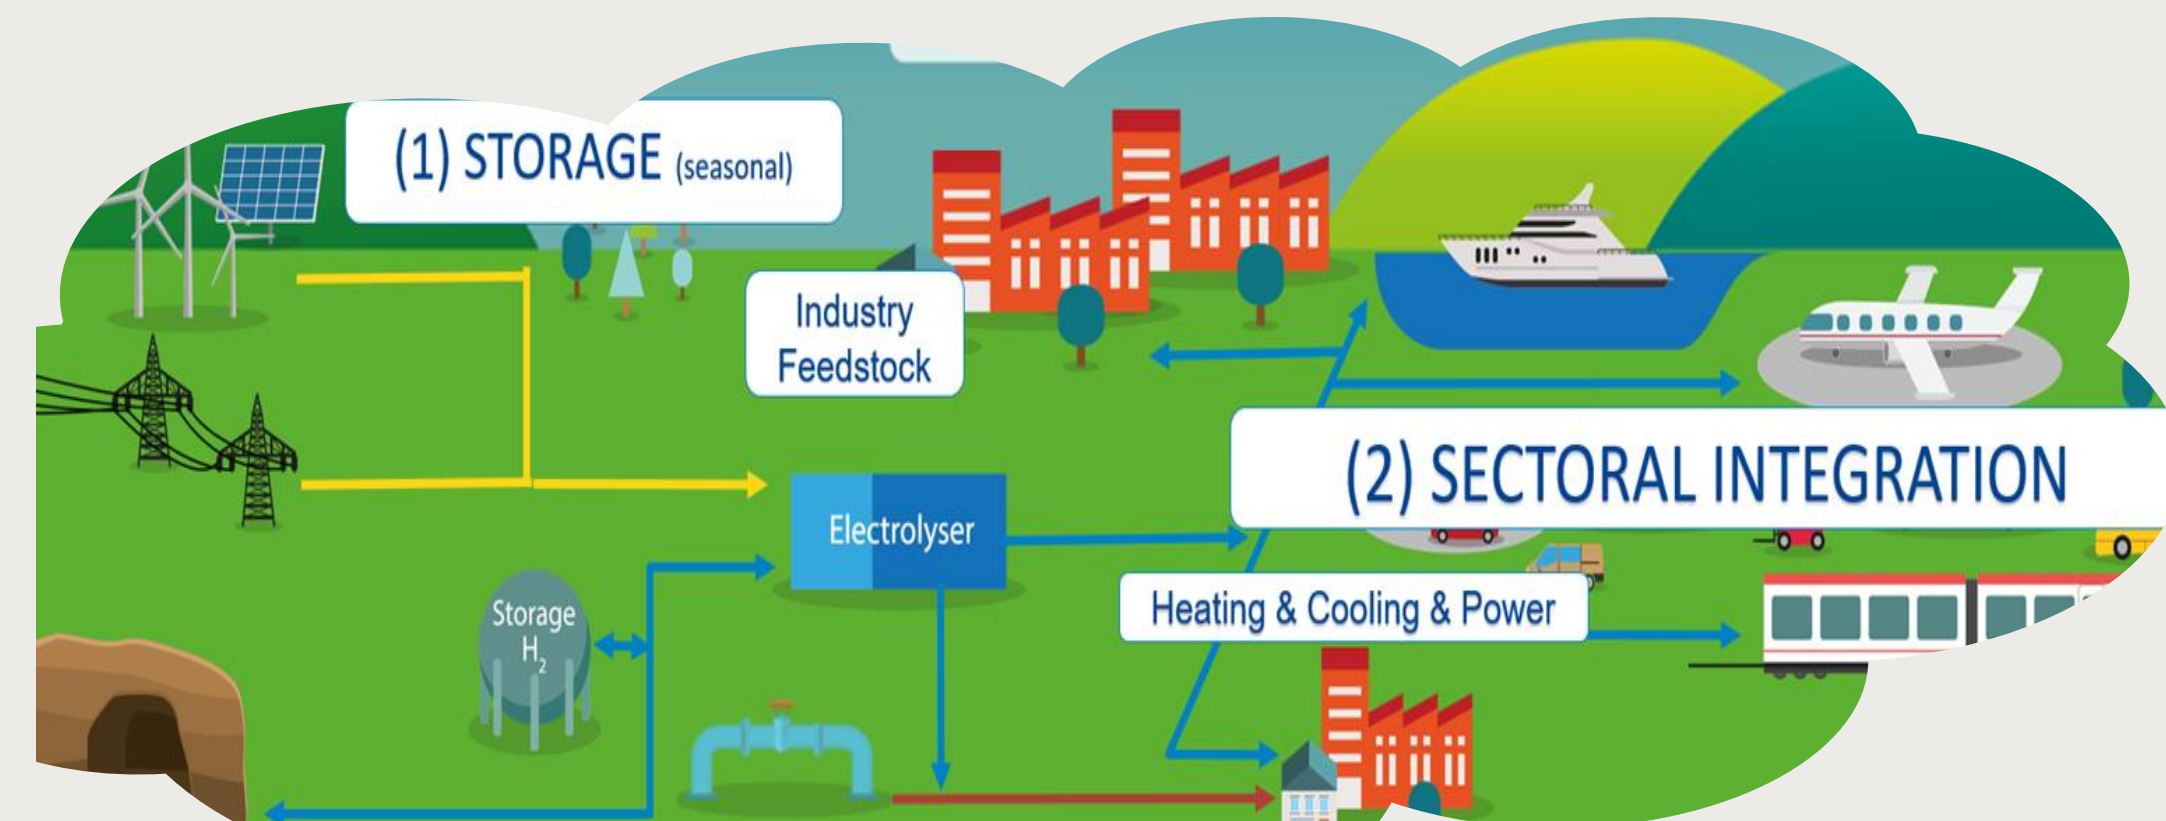 (1) STORAGE (seasonal)
Industry
Feedstock
(2) SECTORAL INTEGRATION
Electrolyser
Storage
H₂
Heating & Cooling & Power